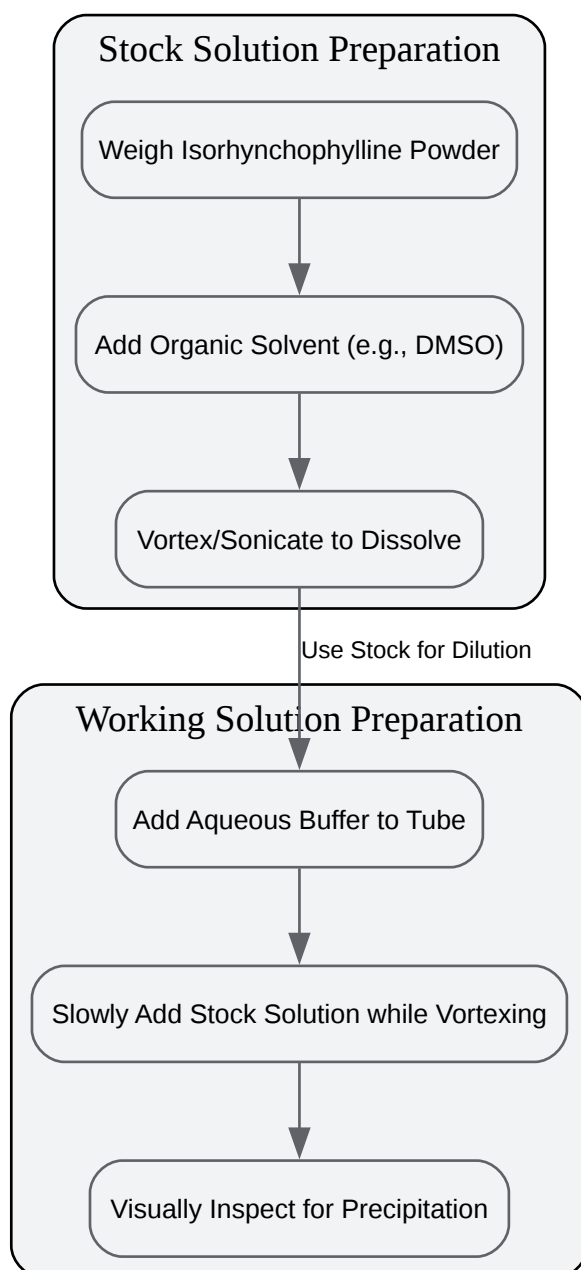 Stock Solution Preparation
Weigh Isorhynchophylline Powder
Add Organic Solvent (e.g., DMSO)
Vortex/Sonicate to Dissolve
Use Stock for Dilution
Working Solution Preparation
Add Aqueous Buffer to Tube
Slowly Add Stock Solution while Vortexing
Visually Inspect for Precipitation